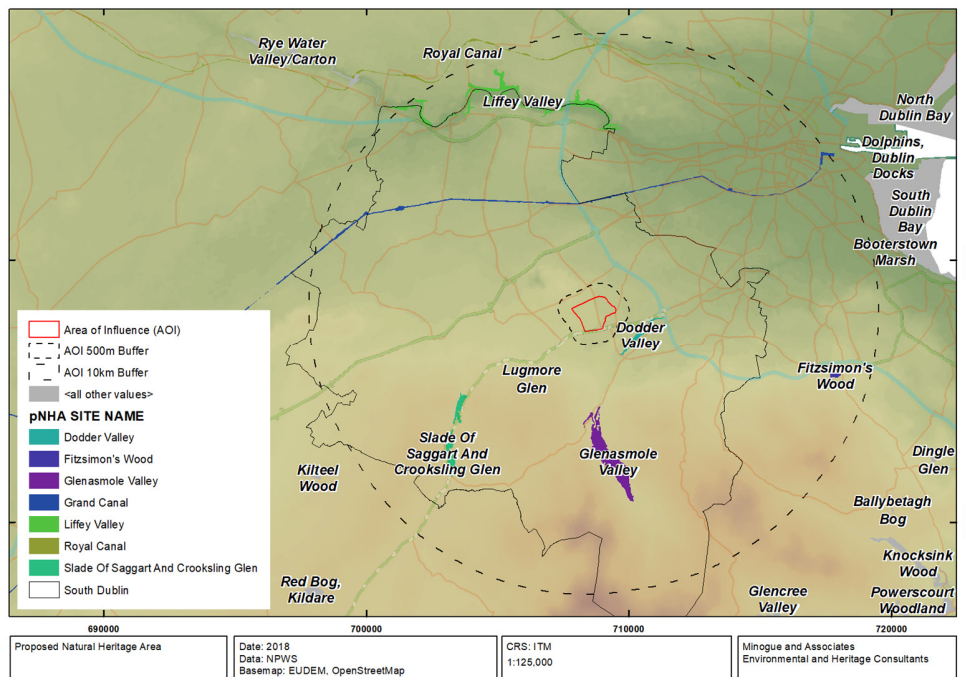 Rye Water
Valley/Carton
Royal Canal
Liffey Valley
North
Dublin Bay
Dolphins,
Dublin
Docks
South
Dublin
Bay
Booterstown
Marsh
Dodder
Valley
Lugmore
Glen
Fitzsimon's
Wood
Slade Of
Saggart And
Crooksling Glen
Glenasmole
Valley
Kilteel
Wood
Dingle
Glen
Ballybetagh
Bog
Knocksink
Wood
Red Bog,
Kildare
Glencree
Valley
Powerscourt
Woodland
Area of Influence (AOI)
AOI 500m Buffer
AOI 10km Buffer
<all other values>
pNHA SITE NAME
Dodder Valley
Fitzsimon's Wood
Glenasmole Valley
Grand Canal
Liffey Valley
Royal Canal
Slade Of Saggart And Crooksling Glen
South Dublin
690000
700000
710000
720000
Proposed Natural Heritage Area
Date: 2018
Data: NPWS
Basemap: EUDEM, OpenStreetMap
CRS: ITM
1:125,000
Minogue and Associates
Environmental and Heritage Consultants